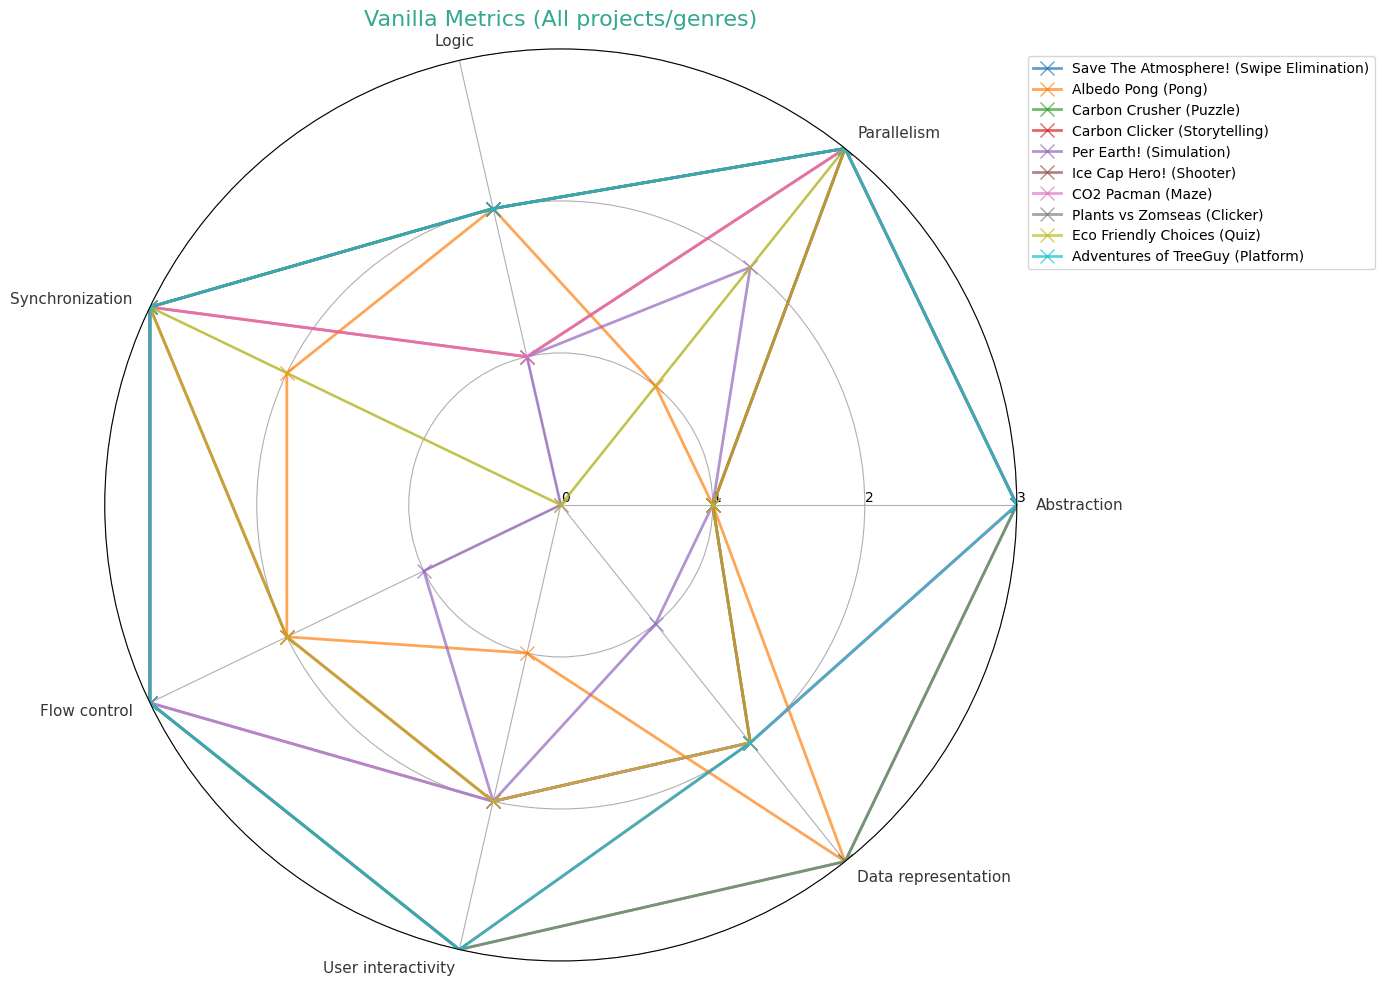 Vanilla Metrics (All projects/genres)
Logic
Save The Atmosphere! (Swipe Elimination)
Albedo Pong (Pong)
Carbon Crusher (Puzzle)
Carbon Clicker (Storytelling)
Per Earth! (Simulation)
Ice Cap Hero! (Shooter)
CO2 Pacman (Maze)
Plants vs Zomseas (Clicker)
Eco Friendly Choices (Quiz)
Adventures of TreeGuy (Platform)
Parallelism
Synchronization
0 1 2 3
Abstraction
Flow control
Data representation
User interactivity